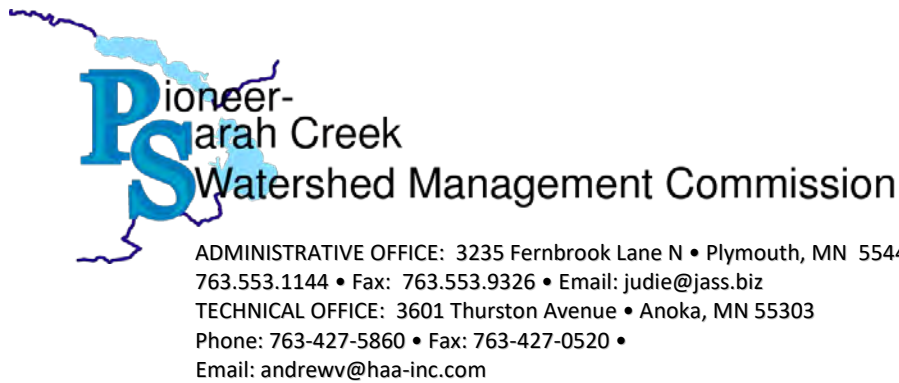 Pioneer-
Sarah Creek
Watershed Management Commission
ADMINISTRATIVE OFFICE: 3235 Fernbrook Lane N • Plymouth, MN 5544
763.553.1144 • Fax: 763.553.9326 • Email: judie@jass.biz
TECHNICAL OFFICE: 3601 Thurston Avenue • Anoka, MN 55303
Phone: 763-427-5860 • Fax: 763-427-0520 •
Email: andrewv@haa-inc.com